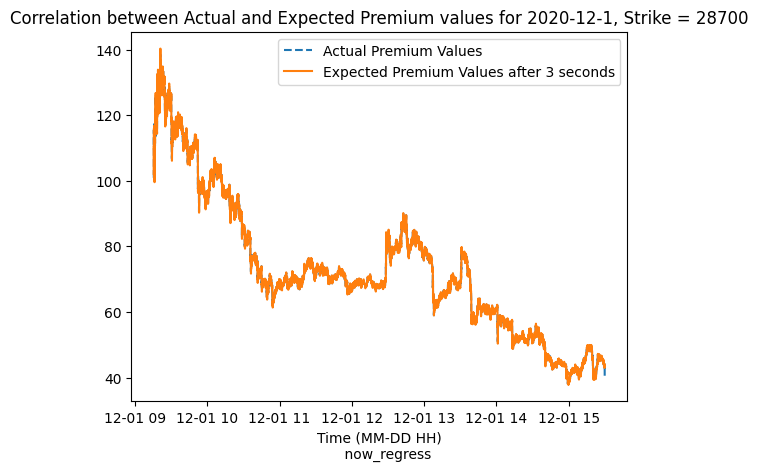 Correlation between Actual and Expected Premium values for 2020-12-1, Strike = 28700
Actual Premium Values
Expected Premium Values after 3 seconds
140
120
100
80
60
40
12-01 09 12-01 10 12-01 11 12-01 12 12-01 13 12-01 14 12-01 15
Time (MM-DD HH)
now_regress